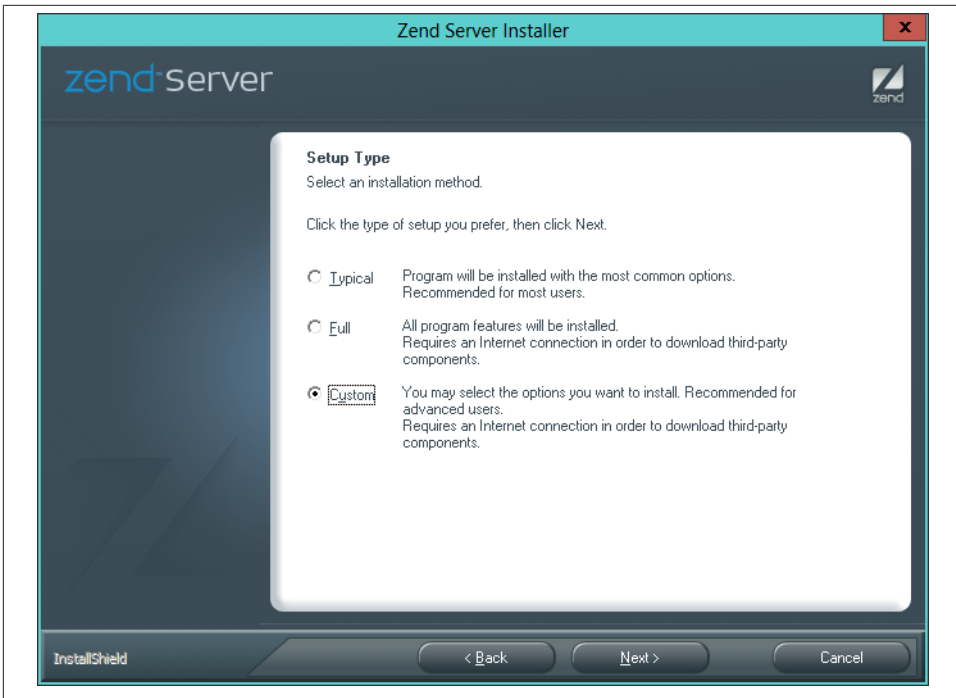 Zend Server Installer
x
zend server
zend
Setup Type
Select an installation method.
Click the type of setup you prefer, then click Next.
Typical Program will be installed with the most common options.
Recommended for most users.
Full All program features will be installed.
Requires an Internet connection in order to download third-party
components.
Custom You may select the options you want to install. Recommended for
advanced users.
Requires an Internet connection in order to download third-party
components.
InstallShield
< Back Next > Cancel